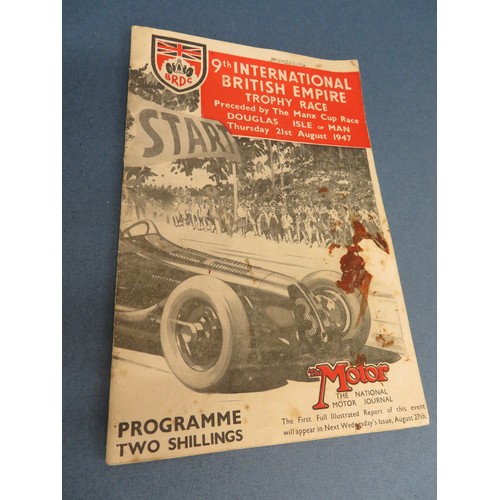 BRDC
9th INTERNATIONAL
BRITISH EMPIRE
TROPHY RACE
Preceded by The Manx Cup Race
DOUGLAS ISLE OF MAN
Thursday 21st August 1947
START
3
The Motor
THE NATIONAL
MOTOR JOURNAL
The First Full Illustrated Report of this event
will appear in Next Wednesday's Issue, August 27th.
PROGRAMME
TWO SHILLINGS